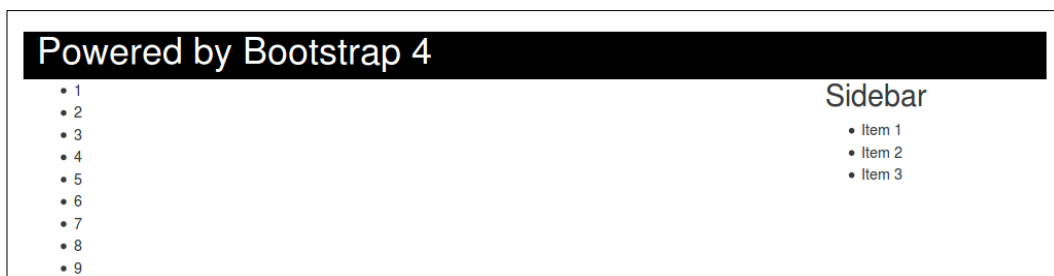 Powered by Bootstrap 4
• 1
• 2
• 3
• 4
• 5
• 6
• 7
• 8
• 9
Sidebar
• Item 1
• Item 2
• Item 3